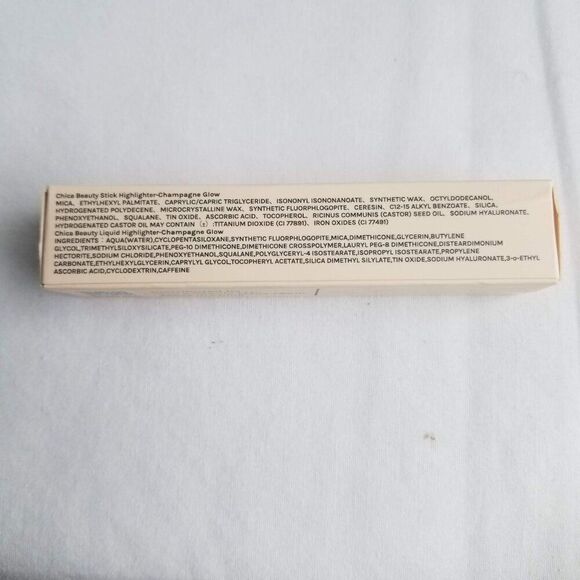 Chica Beauty Stick Highlighter-Champagne Glow
MICA、ETHYLHEXYL PALMITATE、CAPRYLIC/CAPRIC TRIGLYCERIDE、ISONONYL ISONONANOATE、SYNTHETIC WAX、OCTYLDODECANOL、
HYDROGENATED POLYDECENE、MICROCRYSTALLINE WAX、SYNTHETIC FLUORPHLOGOPITE、CERESIN、C12-15 ALKYL BENZOATE、SILICA、
PHENOXYETHANOL、SQUALANE、TIN OXIDE、ASCORBIC ACID、TOCOPHEROL、RICINUS COMMUNIS (CASTOR) SEED OIL、SODIUM HYALURONATE、
HYDROGENATED CASTOR OIL MAY CONTAIN（±）:TITANIUM DIOXIDE (CI 77891)、IRON OXIDES (CI 77491)
Chica Beauty Liquid Highlighter-Champagne Glow
INGREDIENTS：AQUA(WATER),CYCLOPENTASILOXANE,SYNTHETIC FLUORPHLOGOPITE,MICA,DIMETHICONE,GLYCERIN,BUTYLENE
GLYCOL,TRIMETHYLSILOXYSILICATE,PEG-10 DIMETHICONE,DIMETHICONE CROSSPOLYMER,LAURYL PEG-8 DIMETHICONE,DISTEARDIMONIUM
HECTORITE,SODIUM CHLORIDE,PHENOXYETHANOL,SQUALANE,POLYGLYCERYL-4 ISOSTEARATE,ISOPROPYL ISOSTEARATE,PROPYLENE
CARBONATE,ETHYLHEXYLGLYCERIN,CAPRYLYL GLYCOL,TOCOPHERYL ACETATE,SILICA DIMETHYL SILYLATE,TIN OXIDE,SODIUM HYALURONATE,3-o-ETHYL
ASCORBIC ACID,CYCLODEXTRIN,CAFFEINE